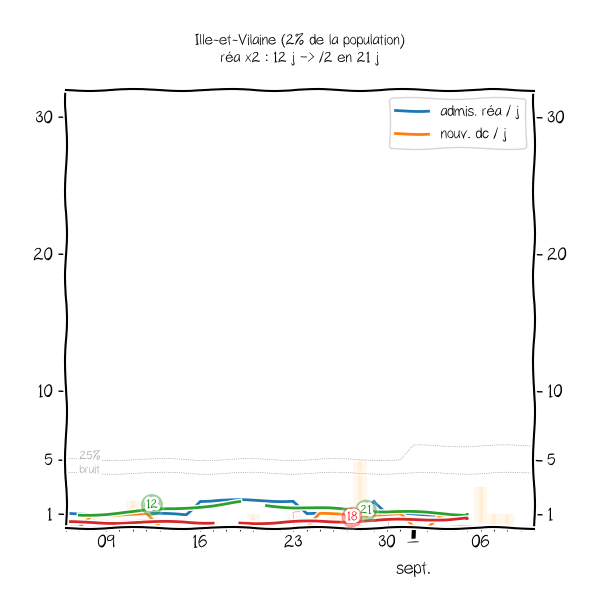 Ille-et-Vilaine (2% de la population)
réa x2 : 12 j -> /2 en 21 j
admis. réa / j
nouv. dc / j
30 30
20 20
10 10
5 25% 5
bruit
1 12 18 21 1
09 16 23 30 06
sept.